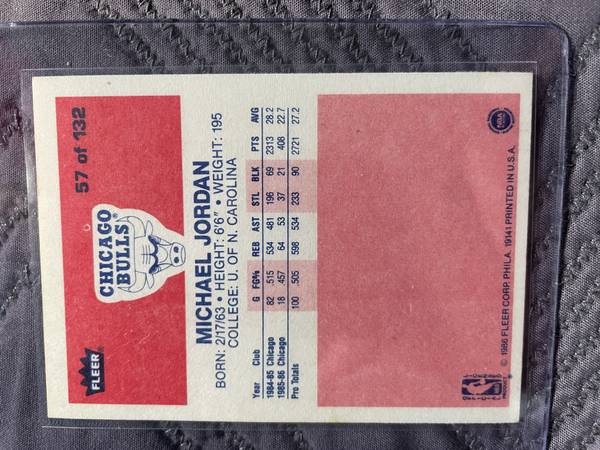 FLEER®
57 of 132
CHICAGO
BULLS®
MICHAEL JORDAN
BORN: 2/17/63 • HEIGHT: 6'6" • WEIGHT: 195
COLLEGE: U. OF N. CAROLINA
Year Club G FG% REB AST STL BLK PTS AVG
1984-85 Chicago 82 .515 534 481 196 69 2313 28.2
1985-86 Chicago 18 .457 64 53 37 21 408 22.7
Pro Totals 100 .505 598 534 233 90 2721 27.2
NBA
© 1986 FLEER CORP. PHILA. 19141 PRINTED IN U.S.A.
NBA